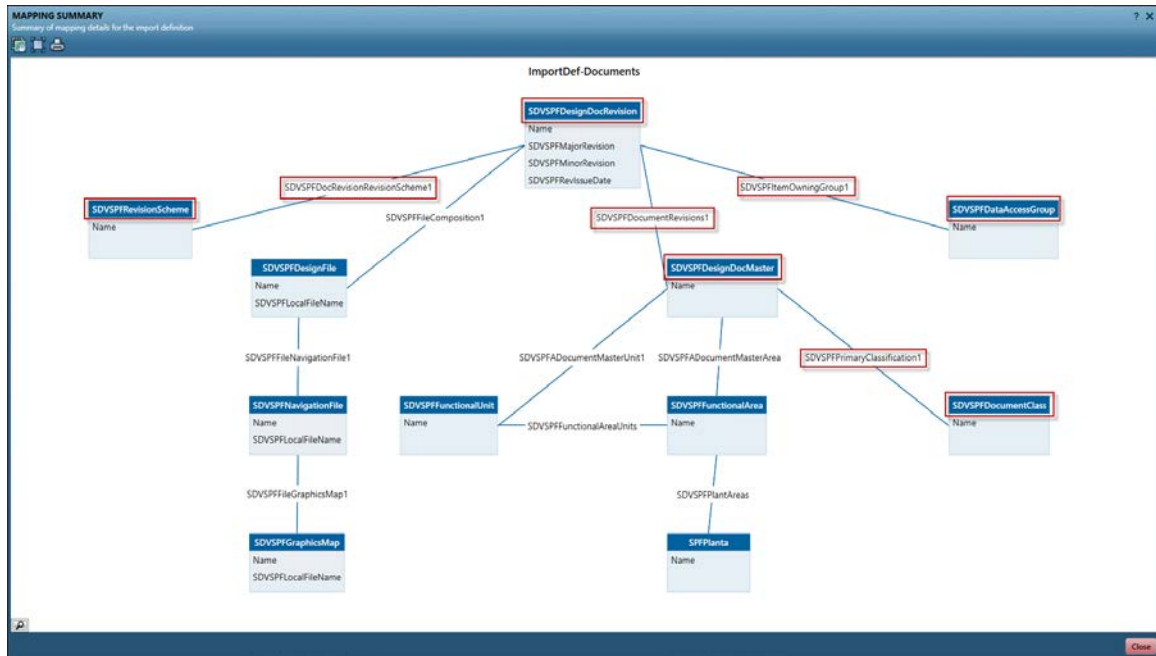 MAPPING SUMMARY
Summary of mapping details for the import definition
? X
ImportDef-Documents
SDVSPFDesignDocRevision
Name
SDVSPFMajorRevision
SDVSPFMinorRevision
SDVSPFRevIssueDate
SDVSPFDocRevisionRevisionScheme1
SDVSPFItemOwningGroup1
SDVSPFRevisionScheme
Name
SDVSPFFileComposition1
SDVSPFDocumentRevisions1
SDVSPFDataAccessGroup
Name
SDVSPFDesignFile
Name
SDVSPFLocalFileName
SDVSPFDesignDocMaster
Name
SDVSPFFileNavigationFile1
SDVSPFADocumentMasterUnit1
SDVSPFADocumentMasterArea
SDVSPFPrimaryClassification1
SDVSPFNavigationFile
Name
SDVSPFLocalFileName
SDVSPFFunctionalUnit
Name
SDVSPFFunctionalAreaUnits
SDVSPFFunctionalArea
Name
SDVSPFDocumentClass
Name
SDVSPFFileGraphicsMap1
SDVSPFPlantAreas
SDVSPFGraphicsMap
Name
SDVSPFLocalFileName
SPFPlanta
Name
Close